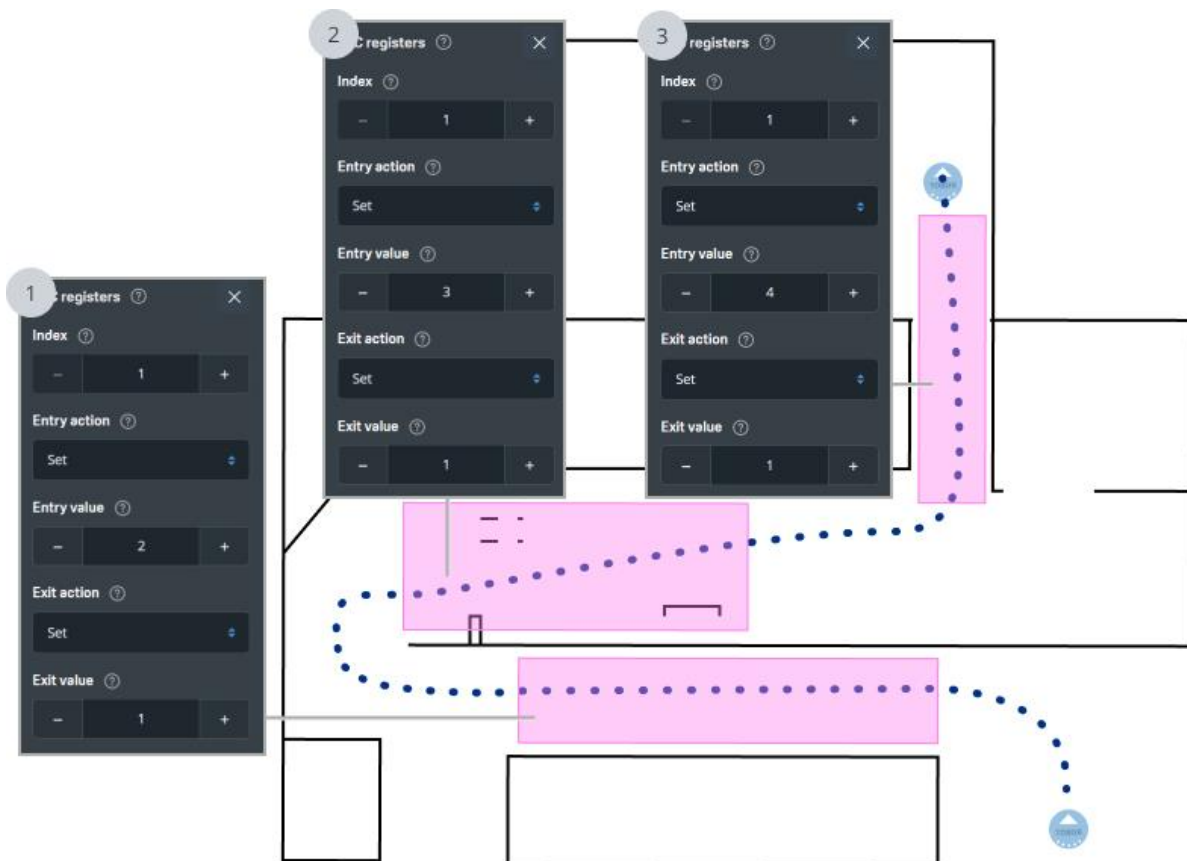 1
registers
Index
− 1 +
Entry action
Set
Entry value
− 2 +
Exit action
Set
Exit value
− 1 +
2
C registers
Index
− 1 +
Entry action
Set
Entry value
− 3 +
Exit action
Set
Exit value
− 1 +
3
registers
Index
− 1 +
Entry action
Set
Entry value
− 4 +
Exit action
Set
Exit value
− 1 +